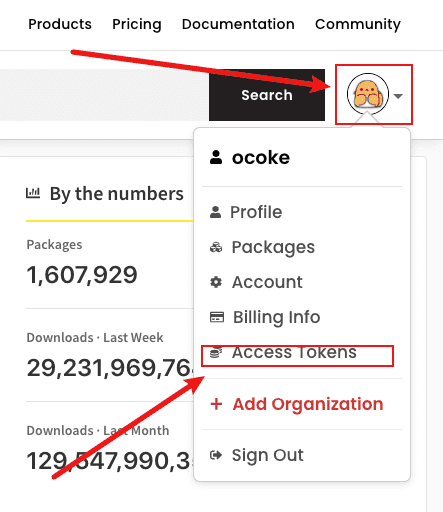 Products Pricing Documentation Community
Search
ocoke
By the numbers
Profile
Packages
Packages
1,607,929
Account
Billing Info
Downloads · Last Week
Access Tokens
29,231,969,76
Add Organization
Downloads · Last Month
Sign Out
129,547,990,3